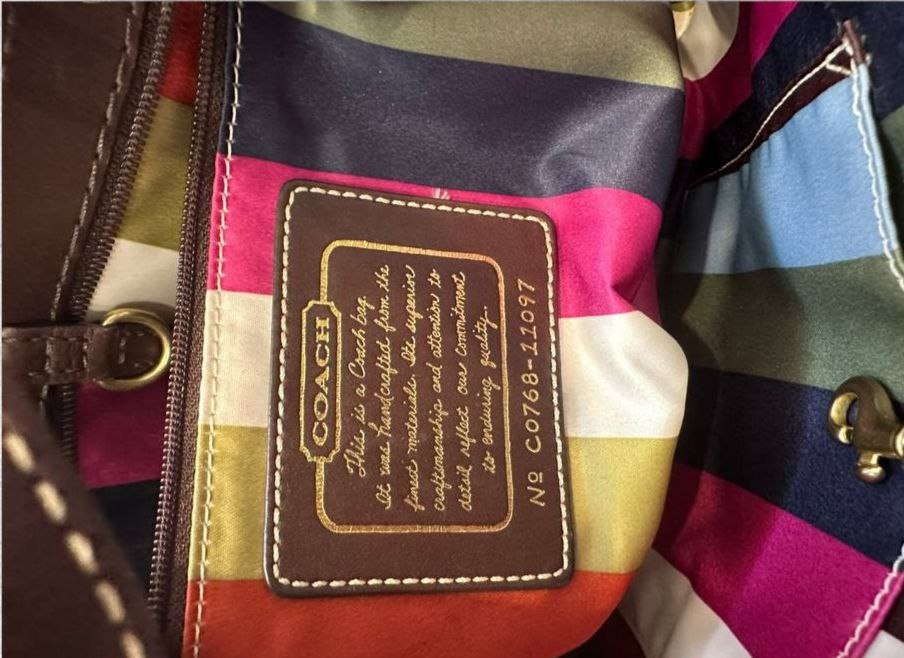 COACH
This is a Coach bag.
It was handcrafted from the
finest materials. Its superior
craftsmanship and attention to
detail reflect our commitment
to enduring quality.
Nº C0768-11097